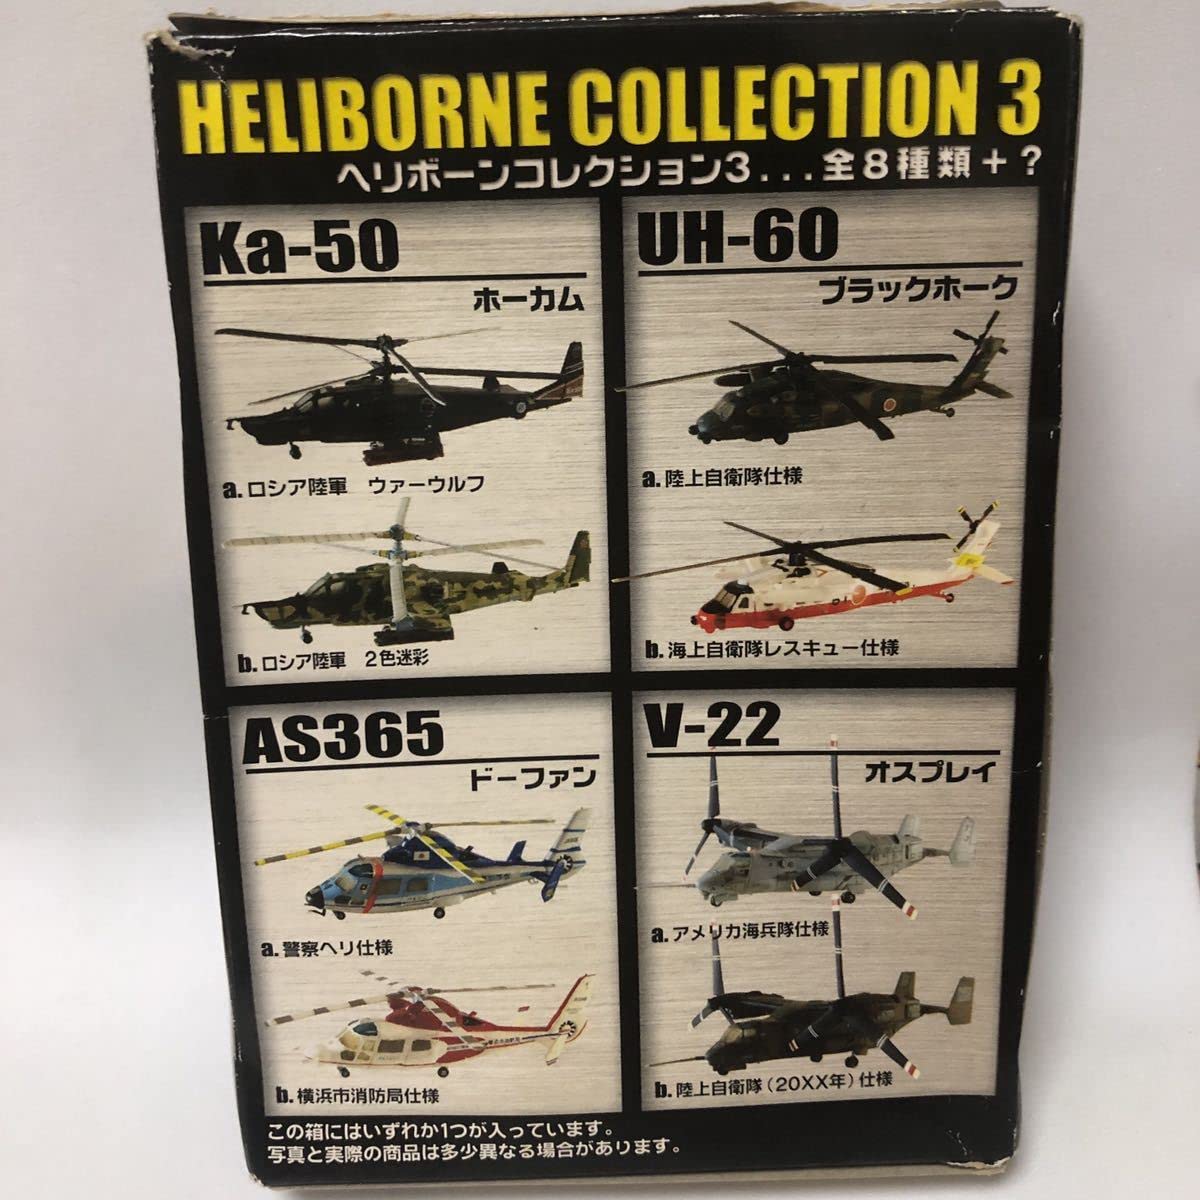 HELIBORNE COLLECTION 3
ヘリボーンコレクション3...全8種類+?
Ka-50
ホーカム
a. ロシア陸軍 ウァーウルフ
b. ロシア陸軍 2色迷彩
UH-60
ブラックホーク
a. 陸上自衛隊仕様
b. 海上自衛隊レスキュー仕様
AS365
ドーファン
a. 警察ヘリ仕様
b. 横浜市消防局仕様
V-22
オスプレイ
a. アメリカ海兵隊仕様
b. 陸上自衛隊(20XX年)仕様
この箱にはいずれか1つが入っています。
写真と実際の商品は多少異なる場合があります。